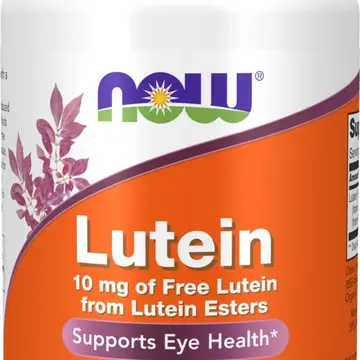 NOW®
Lutein
10 mg of Free Lutein
from Lutein Esters
Supports Eye Health*